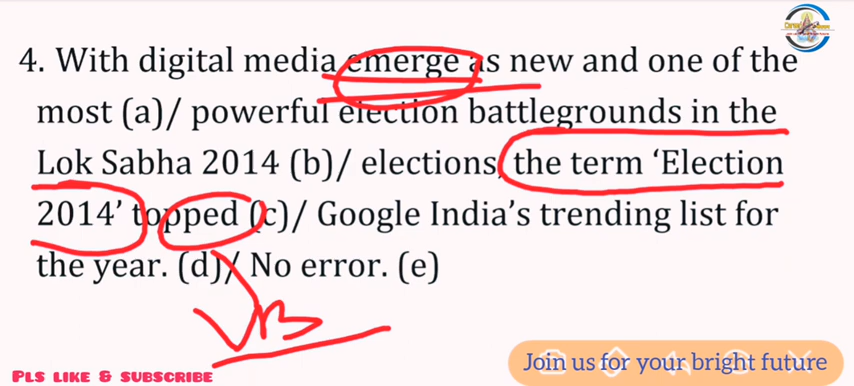 4. With digital media emerge as new and one of the
most (a)/ powerful election battlegrounds in the
Lok Sabha 2014 (b)/ elections, the term ‘Election
2014’ topped (c)/ Google India’s trending list for
the year. (d)/ No error. (e)
VB
Join us for your bright future
PLS LIKE & SUBSCRIBE